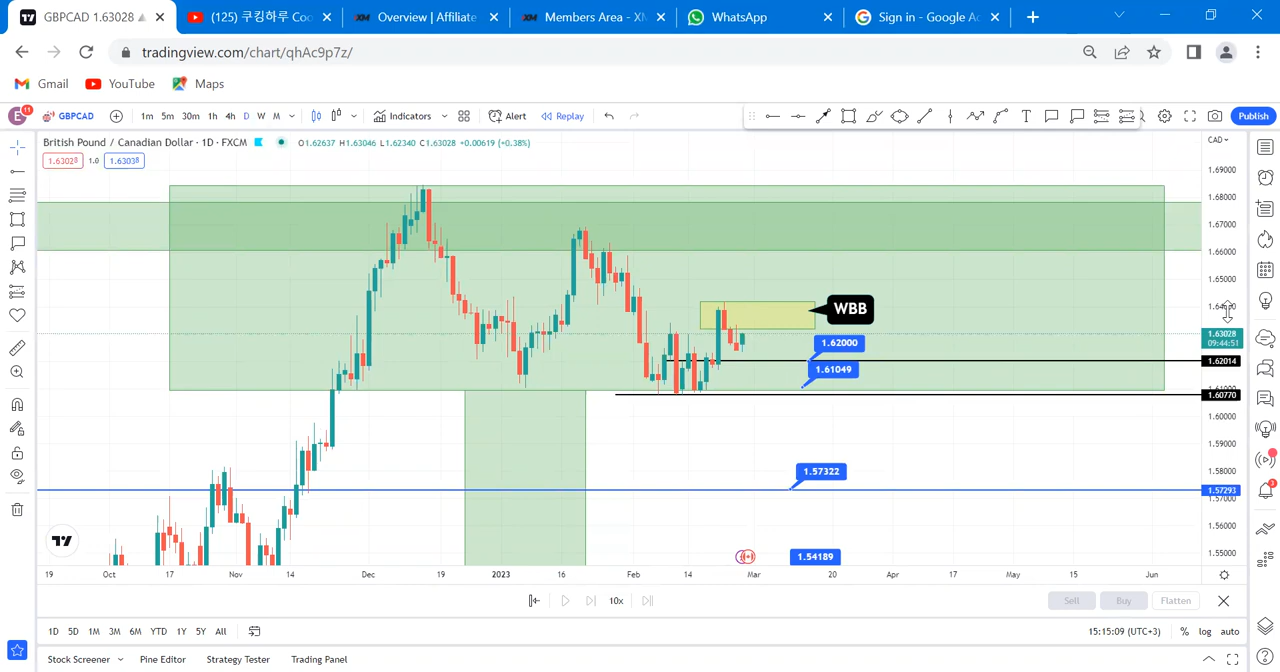 GBPCAD 1.63028
(125) 쿠킹하루 Coo
Overview | Affiliate
Members Area - XM
WhatsApp
Sign in - Google Ac
tradingview.com/chart/qhAc9p7z/
Gmail YouTube Maps
E 11 GBPCAD 1m 5m 30m 1h 4h D W M Indicators Alert Replay Publish
British Pound / Canadian Dollar · 1D · FXCM O1.62637 H1.63046 L1.62340 C1.63028 +0.00619 (+0.38%)
CAD
1.63028 1.0 1.63038
1.69000
1.68000
1.67000
1.66000
1.65000
WBB
1.63028
09:44:51
1.62000
1.62014
1.61049
1.60770
1.60000
1.59000
1.58000
1.57322
1.57293
1.57000
1.56000
1.54189
1.55000
19 Oct 17 Nov 14 Dec 19 2023 16 Feb 14 Mar 20 Apr 17 May 15 Jun
10x Sell Buy Flatten
1D 5D 1M 3M 6M YTD 1Y 5Y All 15:15:09 (UTC+3) % log auto
Stock Screener Pine Editor Strategy Tester Trading Panel